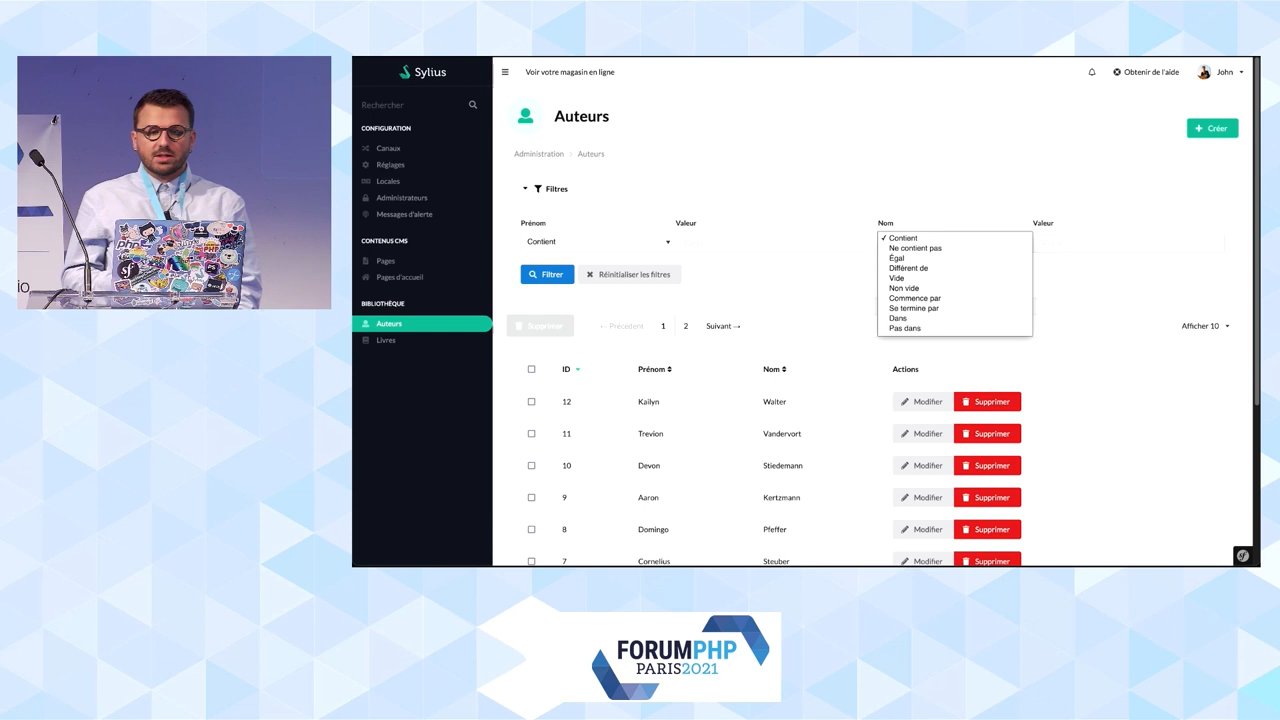 Sylius
Voir votre magasin en ligne
Obtenir de l'aide
John
Rechercher
CONFIGURATION
Canaux
Réglages
Locales
Administrateurs
Messages d'alerte
CONTENUS CMS
Pages
Pages d'accueil
BIBLIOTHÈQUE
Auteurs
Livres
Auteurs
Créer
Administration > Auteurs
Filtres
Prénom Valeur Nom Valeur
Contient
✓ Contient
Ne contient pas
Égal
Différent de
Vide
Non vide
Commence par
Se termine par
Dans
Pas dans
Filtrer Réinitialiser les filtres
Supprimer
← Précédent 1 2 Suivant →
Afficher 10
ID Prénom Nom Actions
12 Kailyn Walter Modifier Supprimer
11 Trevion Vandervort Modifier Supprimer
10 Devon Stiedemann Modifier Supprimer
9 Aaron Kertzmann Modifier Supprimer
8 Domingo Pfeffer Modifier Supprimer
7 Cornelius Steuber Modifier Supprimer
io
FORUMPHP
PARIS2021